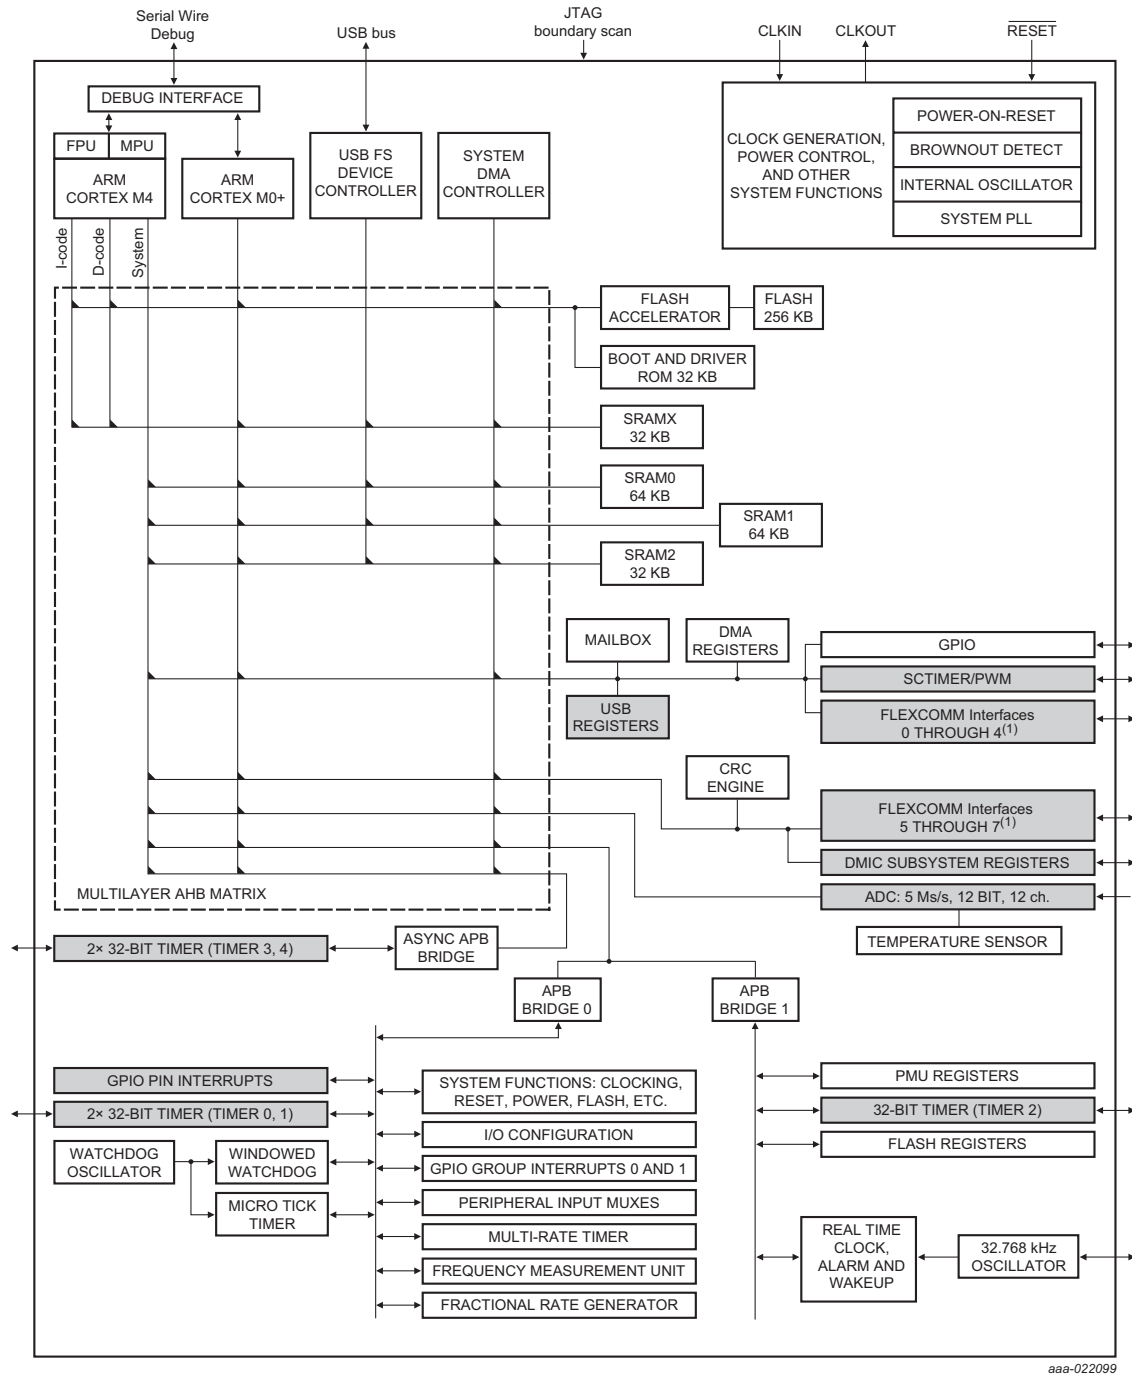 Serial Wire
Debug
USB bus
JTAG
boundary scan
CLKIN
CLKOUT
RESET
DEBUG INTERFACE
FPU
MPU
ARM
CORTEX M4
ARM
CORTEX M0+
USB FS
DEVICE
CONTROLLER
SYSTEM
DMA
CONTROLLER
CLOCK GENERATION,
POWER CONTROL,
AND OTHER
SYSTEM FUNCTIONS
POWER-ON-RESET
BROWNOUT DETECT
INTERNAL OSCILLATOR
SYSTEM PLL
I-code
D-code
System
FLASH
ACCELERATOR
FLASH
256 KB
BOOT AND DRIVER
ROM 32 KB
SRAMX
32 KB
SRAM0
64 KB
SRAM1
64 KB
SRAM2
32 KB
MAILBOX
DMA
REGISTERS
GPIO
SCTIMER/PWM
USB
REGISTERS
FLEXCOMM Interfaces
0 THROUGH 4(1)
CRC
ENGINE
FLEXCOMM Interfaces
5 THROUGH 7(1)
DMIC SUBSYSTEM REGISTERS
MULTILAYER AHB MATRIX
ADC: 5 Ms/s, 12 BIT, 12 ch.
TEMPERATURE SENSOR
2× 32-BIT TIMER (TIMER 3, 4)
ASYNC APB
BRIDGE
APB
BRIDGE 0
APB
BRIDGE 1
GPIO PIN INTERRUPTS
2× 32-BIT TIMER (TIMER 0, 1)
WATCHDOG
OSCILLATOR
WINDOWED
WATCHDOG
MICRO TICK
TIMER
SYSTEM FUNCTIONS: CLOCKING,
RESET, POWER, FLASH, ETC.
I/O CONFIGURATION
GPIO GROUP INTERRUPTS 0 AND 1
PERIPHERAL INPUT MUXES
MULTI-RATE TIMER
FREQUENCY MEASUREMENT UNIT
FRACTIONAL RATE GENERATOR
PMU REGISTERS
32-BIT TIMER (TIMER 2)
FLASH REGISTERS
REAL TIME
CLOCK,
ALARM AND
WAKEUP
32.768 kHz
OSCILLATOR
aaa-022099